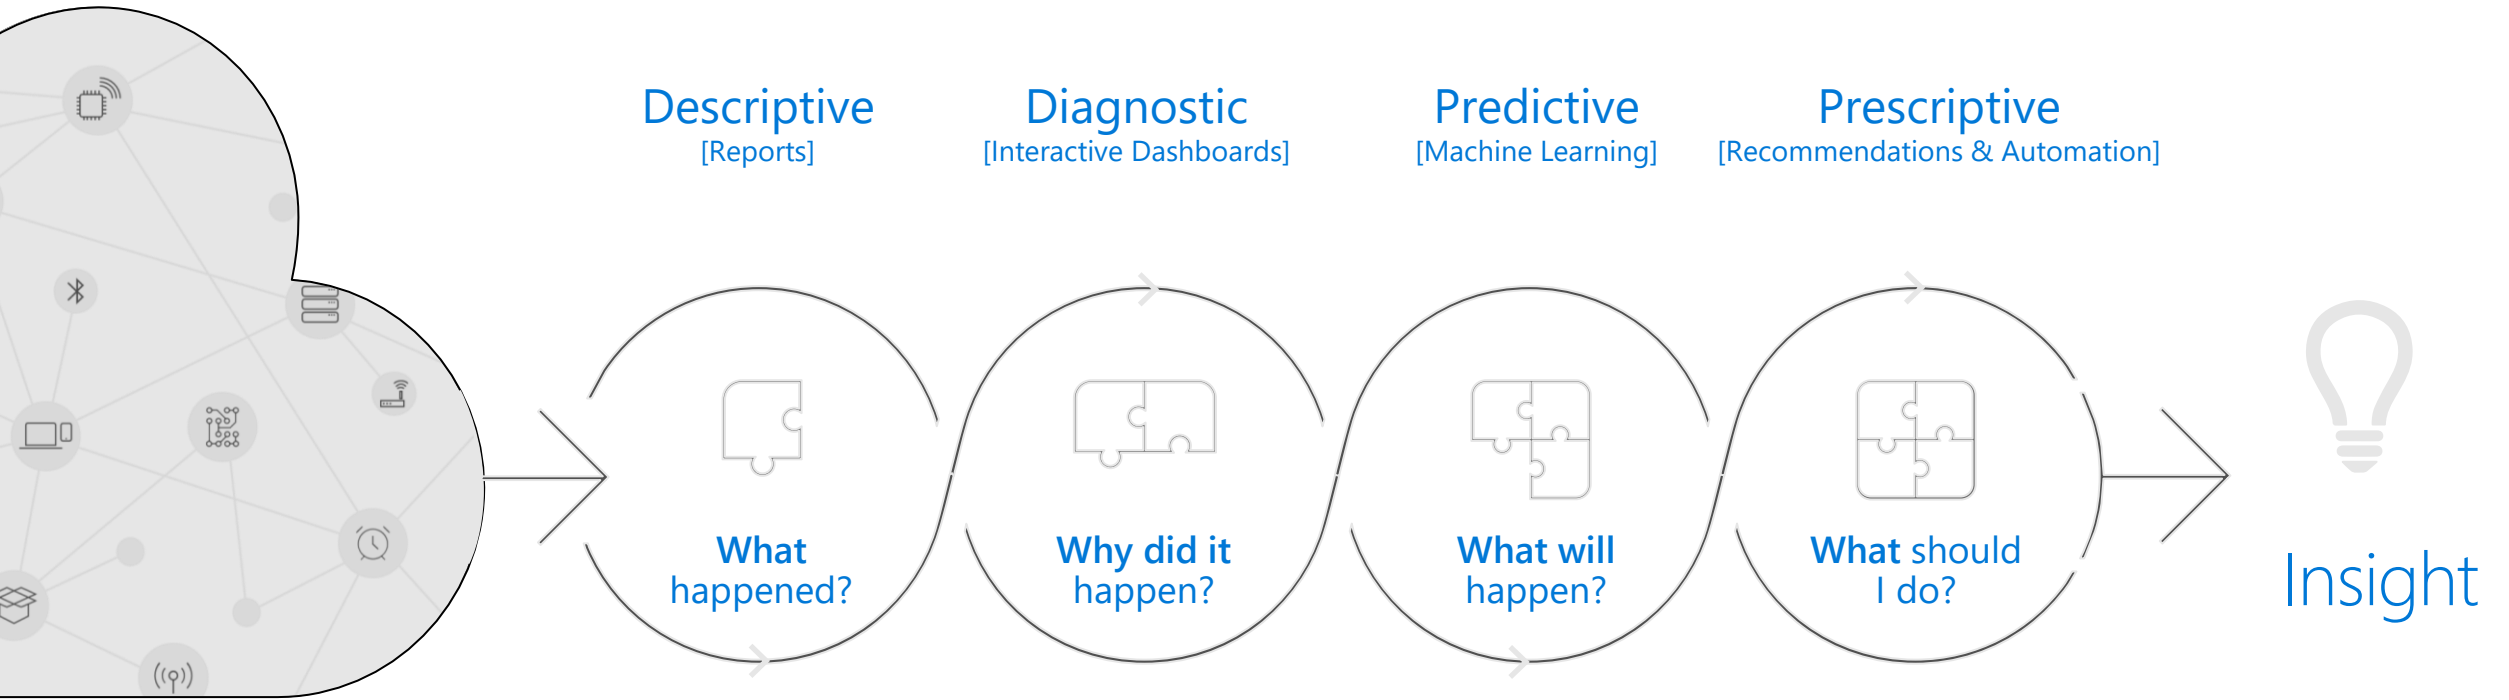 Descriptive
[Reports]
What
happened?
Diagnostic
[Interactive Dashboards]
Why did it
happen?
Predictive
[Machine Learning]
What will
happen?
Prescriptive
[Recommendations & Automation]
What should
I do?
Insight